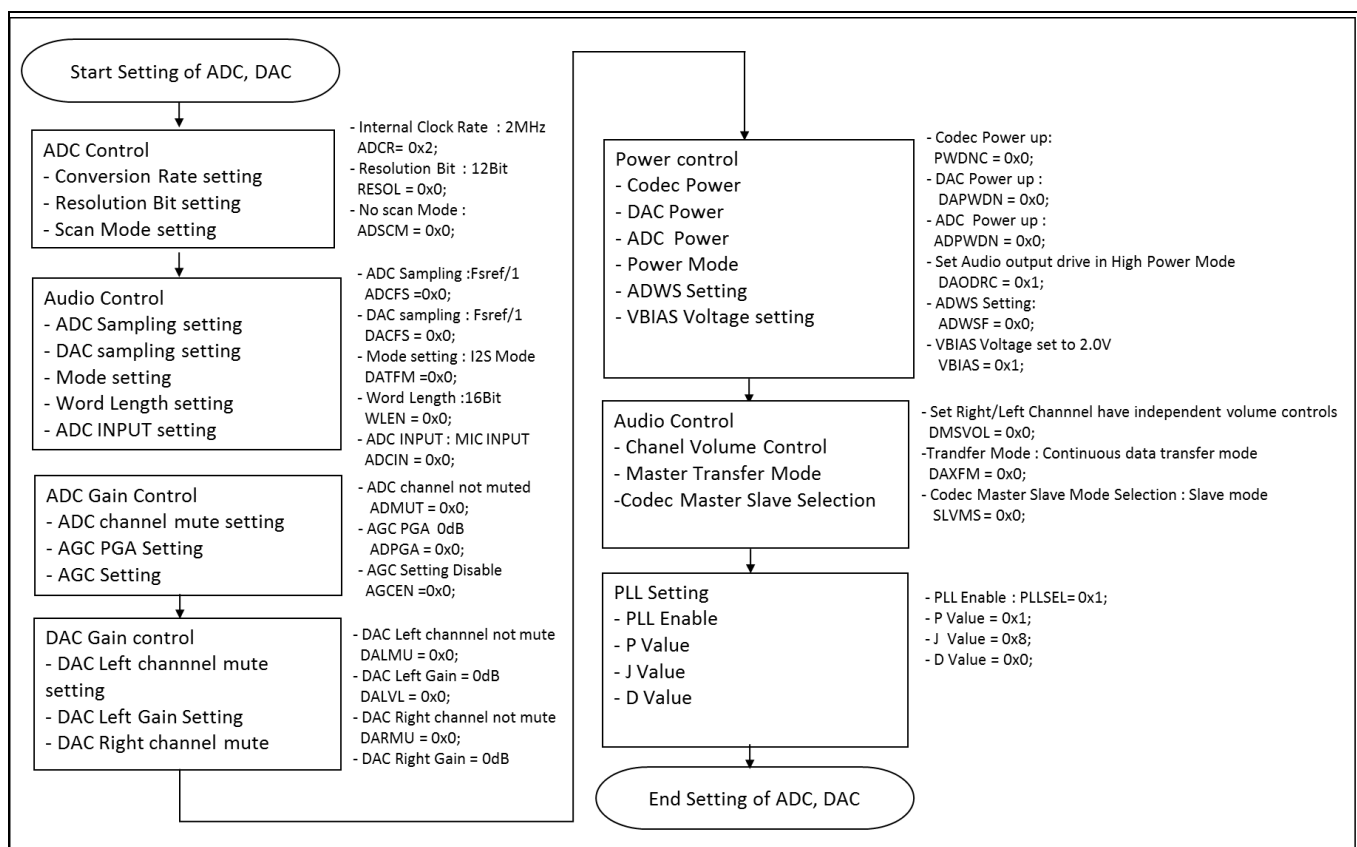 Start Setting of ADC, DAC
ADC Control
- Conversion Rate setting
- Resolution Bit setting
- Scan Mode setting
- Internal Clock Rate : 2MHz
ADCR= 0x2;
- Resolution Bit : 12Bit
RESOL = 0x0;
- No scan Mode :
ADSCM = 0x0;
Audio Control
- ADC Sampling setting
- DAC sampling setting
- Mode setting
- Word Length setting
- ADC INPUT setting
- ADC Sampling :Fsref/1
ADCFS =0x0;
- DAC sampling : Fsref/1
DACFS = 0x0;
- Mode setting : I2S Mode
DATFM =0x0;
- Word Length :16Bit
WLEN = 0x0;
- ADC INPUT : MIC INPUT
ADCIN = 0x0;
ADC Gain Control
- ADC channel mute setting
- AGC PGA Setting
- AGC Setting
- ADC channel not muted
ADMUT = 0x0;
- AGC PGA 0dB
ADPGA = 0x0;
- AGC Setting Disable
AGCEN =0x0;
DAC Gain control
- DAC Left channnel mute
setting
- DAC Left Gain Setting
- DAC Right channel mute
- DAC Left channnel not mute
DALMU = 0x0;
- DAC Left Gain = 0dB
DALVL = 0x0;
- DAC Right channel not mute
DARMU = 0x0;
- DAC Right Gain = 0dB
Power control
- Codec Power
- DAC Power
- ADC Power
- Power Mode
- ADWS Setting
- VBIAS Voltage setting
- Codec Power up:
PWDNC = 0x0;
- DAC Power up :
DAPWDN = 0x0;
- ADC Power up :
ADPWDN = 0x0;
- Set Audio output drive in High Power Mode
DAODRC = 0x1;
- ADWS Setting:
ADWSF = 0x0;
- VBIAS Voltage set to 2.0V
VBIAS = 0x1;
Audio Control
- Chanel Volume Control
- Master Transfer Mode
-Codec Master Slave Selection
- Set Right/Left Channnel have independent volume controls
DMSVOL = 0x0;
-Trandfer Mode : Continuous data transfer mode
DAXFM = 0x0;
- Codec Master Slave Mode Selection : Slave mode
SLVMS = 0x0;
PLL Setting
- PLL Enable
- P Value
- J Value
- D Value
- PLL Enable : PLLSEL= 0x1;
- P Value = 0x1;
- J Value = 0x8;
- D Value = 0x0;
End Setting of ADC, DAC